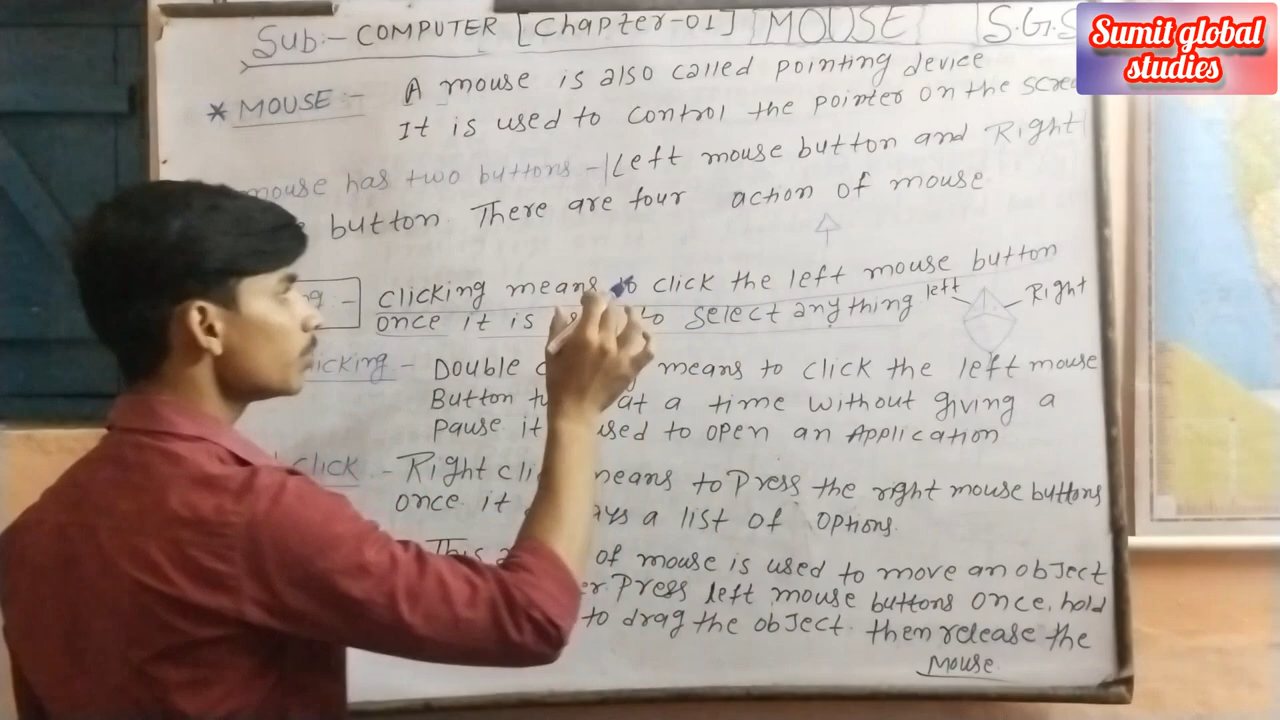 Sub:- COMPUTER [Chapter-01] MOUSE S.G.S
Sumit global
studies
* MOUSE :- A mouse is also called pointing device
It is used to control the pointer on the
mouse has two buttons - Left mouse button and Right
button. There are four action of mouse
:- clicking means to click the left mouse button
once it is to select anything
left Right
- Double means to click the left mouse
Button at a time without giving a
pause it used to open an Application
click - Right means to Press the right mouse buttons
once it a list of options.
This of mouse is used to move an object
Press left mouse buttons once, hold
to drag the object. then release the
mouse